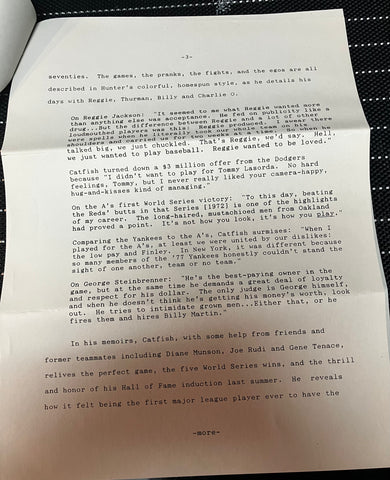 -3-
seventies. The games, the pranks, the fights, and the egos are all
described in Hunter's colorful, homespun style, as he details his
days with Reggie, Thurman, Billy and Charlie O.
On Reggie Jackson: "It seemed to me what Reggie wanted more
than anything else was acceptance. He fed on publicity like a
drug...But the difference between Reggie and a lot of other
loudmouthed players was this: Reggie produced. I swear there
were spells when he literally took our whole team on his
shoulders and carried us for two weeks at a time. So when he
talked big, we just chuckled. That's Reggie, we'd say. Hell,
we just wanted to play baseball. Reggie wanted to be loved."
Catfish turned down a $3 million offer from the Dodgers
because "I didn't want to play for Tommy Lasorda. No hard
feelings, Tommy, but I never really liked your camera-happy,
hug-and-kisses kind of managing."
On the A's first World Series victory: "To this day, beating
the Reds' butts in that Series [1972] is one of the highlights
of my career. The long-haired, mustachioed men from Oakland
had proved a point. It's not how you look, it's how you play."
Comparing the Yankees to the A's, Catfish surmises: "When I
played for the A's, at least we were united by our dislikes:
the low pay and Finley. In New York, it was different because
so many members of the '77 Yankees honestly couldn't stand the
sight of one another, team or no team."
On George Steinbrenner: "He's the best-paying owner in the
game, but at the same time he demands a great deal of loyalty
and respect for his dollar. The only judge is George himself,
and when he doesn't think he's getting his money's worth, look
out. He tries to intimidate grown men...Either that, or he
fires them and hires Billy Martin."
In his memoirs, Catfish, with some help from friends and
former teammates including Diane Munson, Joe Rudi and Gene Tenace,
relives the perfect game, the five World Series wins, and the thrill
and honor of his Hall of Fame induction last summer. He reveals
how it felt being the first major league player ever to have the
-more-